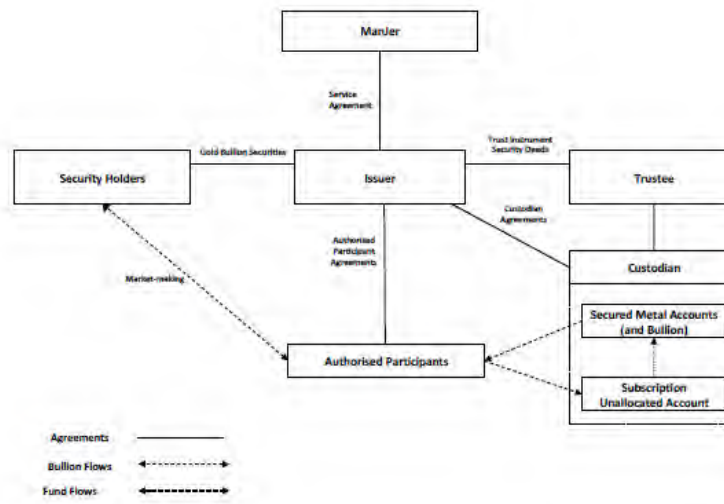 ManJer
Service
Agreement
Gold Bullion Securities
Trust Instrument
Security Deeds
Security Holders
Issuer
Trustee
Custodian
Agreements
Authorised
Participant
Agreements
Custodian
Market-making
Secured Metal Accounts
(and Bullion)
Authorised Participants
Subscription
Unallocated Account
Agreements
Bullion Flows
Fund Flows